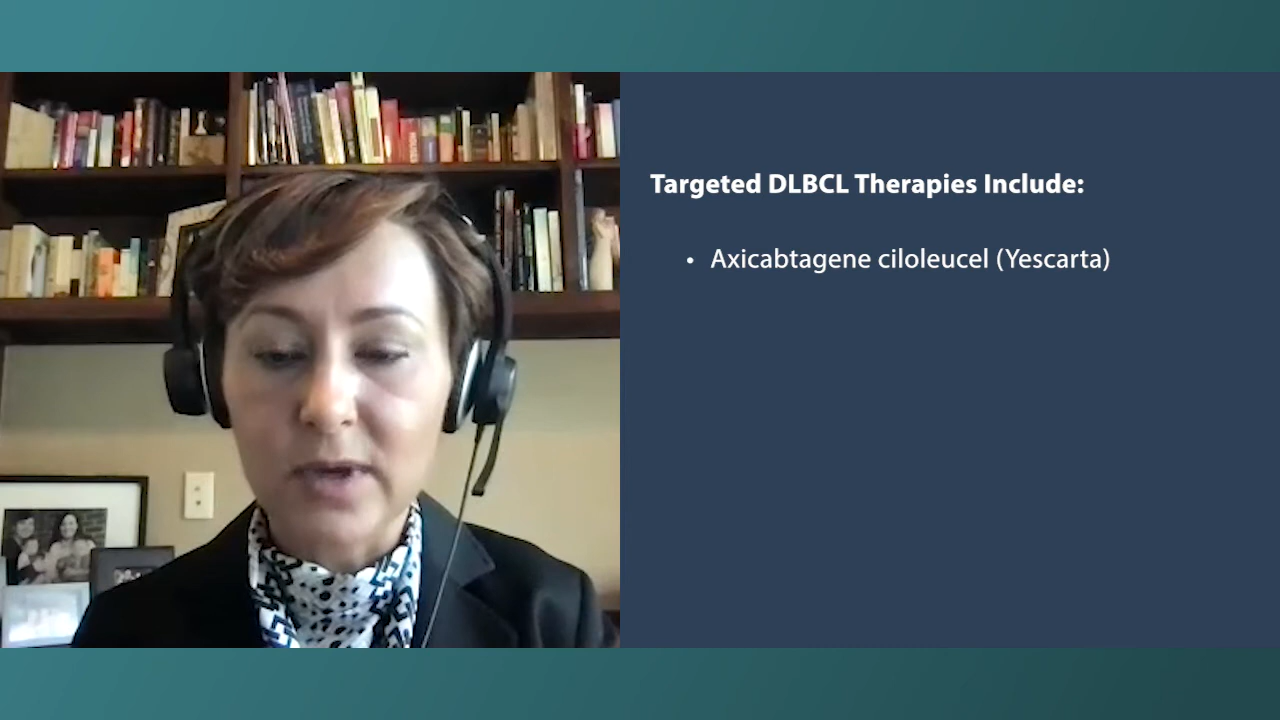 Targeted DLBCL Therapies Include:
• Axicabtagene ciloleucel (Yescarta)